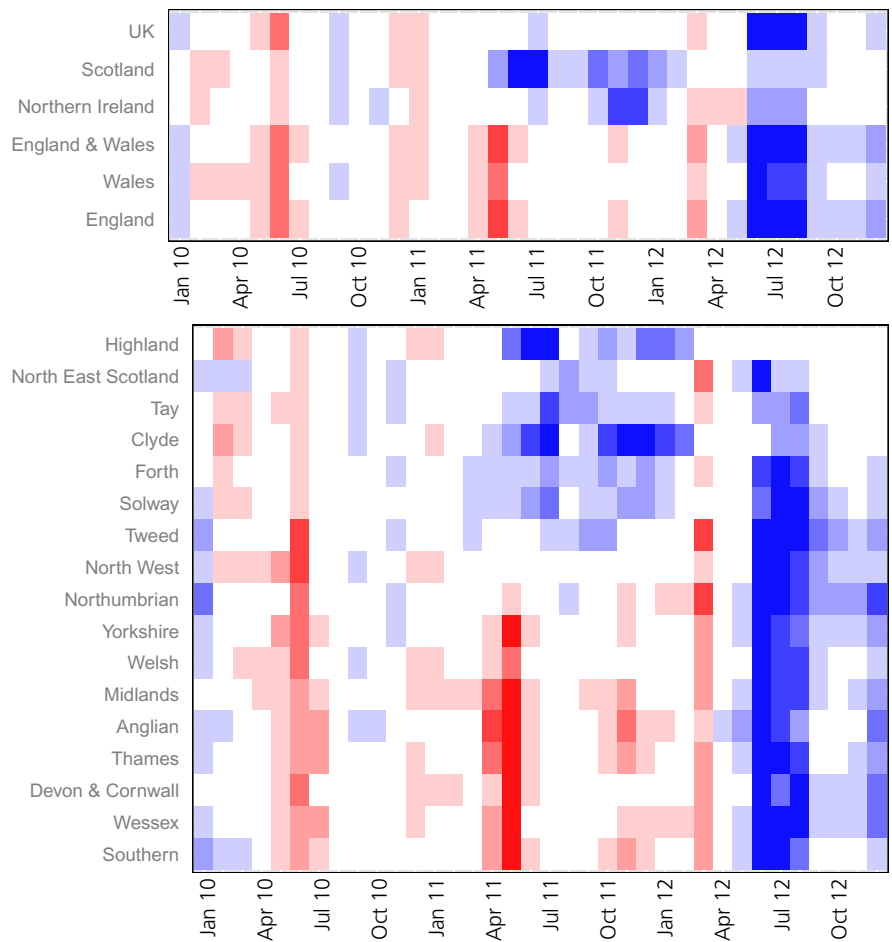 UK
Scotland
Northern Ireland
England & Wales
Wales
England
Jan 10
Apr 10
Jul 10
Oct 10
Jan 11
Apr 11
Jul 11
Oct 11
Jan 12
Apr 12
Jul 12
Oct 12
Highland
North East Scotland
Tay
Clyde
Forth
Solway
Tweed
North West
Northumbrian
Yorkshire
Welsh
Midlands
Anglian
Thames
Devon & Cornwall
Wessex
Southern
Jan 10
Apr 10
Jul 10
Oct 10
Jan 11
Apr 11
Jul 11
Oct 11
Jan 12
Apr 12
Jul 12
Oct 12